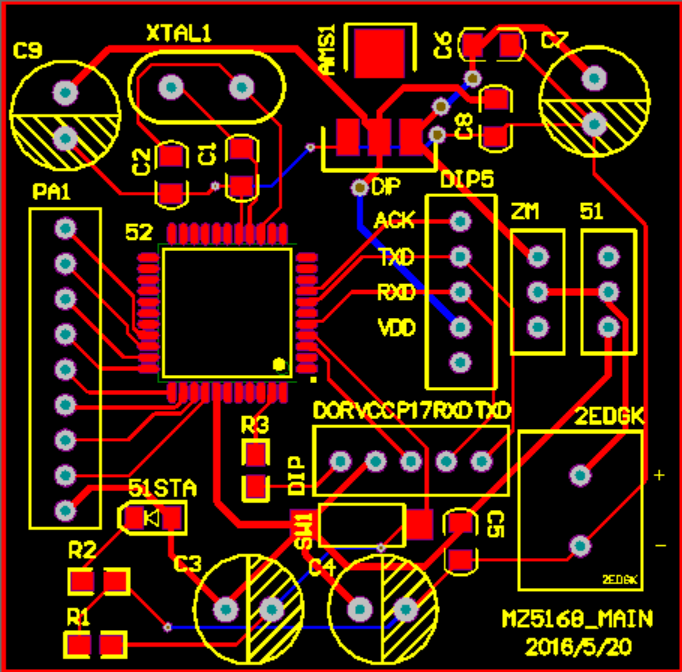 XTAL1
C9
AMS1
C6
C7
C2
C1
C8
PA1
DIP
DIP5
52
ACK
ZM
51
TXD
RXD
VDD
DORVCCP17RXDTXD
2EDGK
R3
DIP
+
51STA
SW1
C5
-
R2
C3
C4
2EDGK
R1
MZ5168_MAIN
2016/5/20